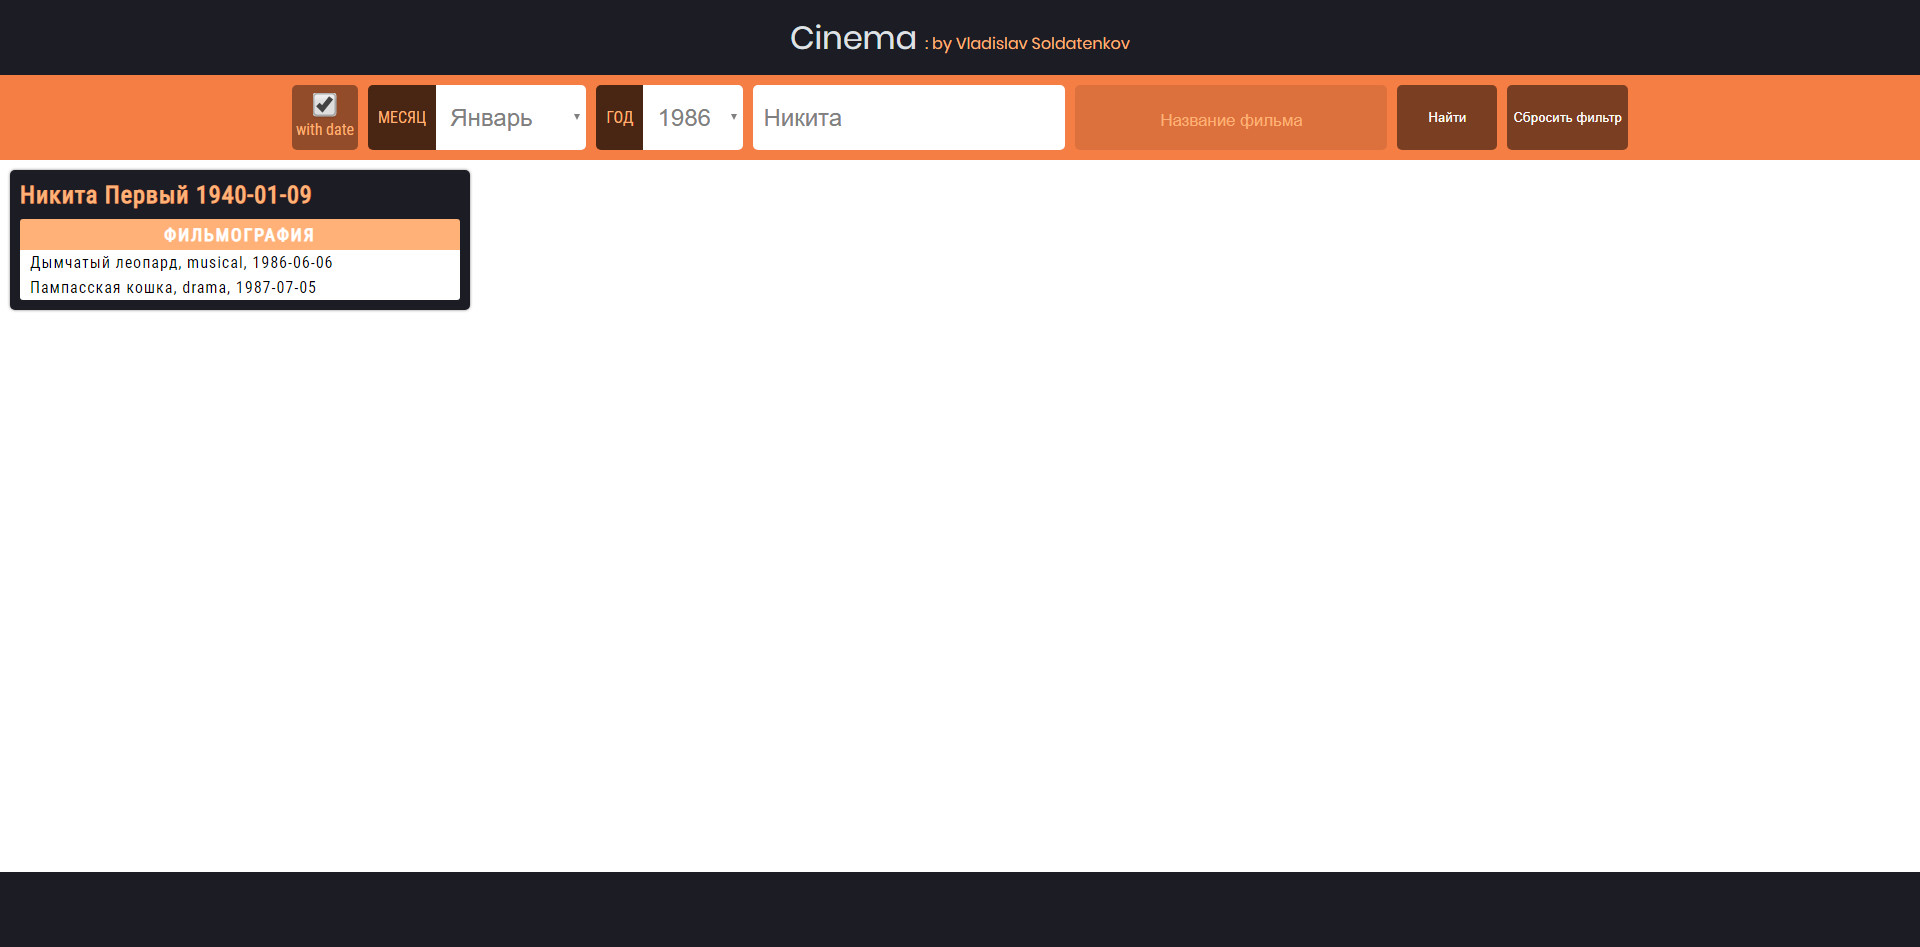 Cinema : by Vladislav Soldatenkov
with date
МЕСЯЦ Январь ГОД 1986 Никита Название фильма Найти Сбросить фильтр
Никита Первый 1940-01-09
ФИЛЬМОГРАФИЯ
Дымчатый леопард, musical, 1986-06-06
Пампасская кошка, drama, 1987-07-05